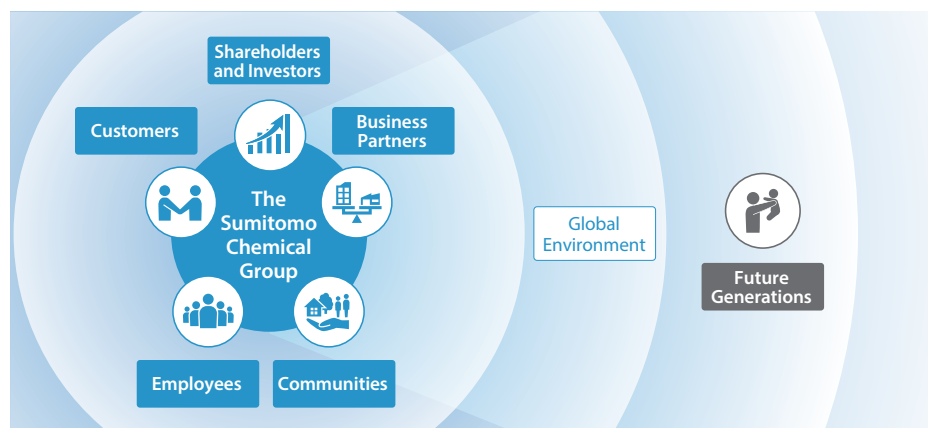 Shareholders
and Investors
Customers
Business
Partners
The
Sumitomo
Chemical
Group
Global
Environment
Future
Generations
Employees
Communities